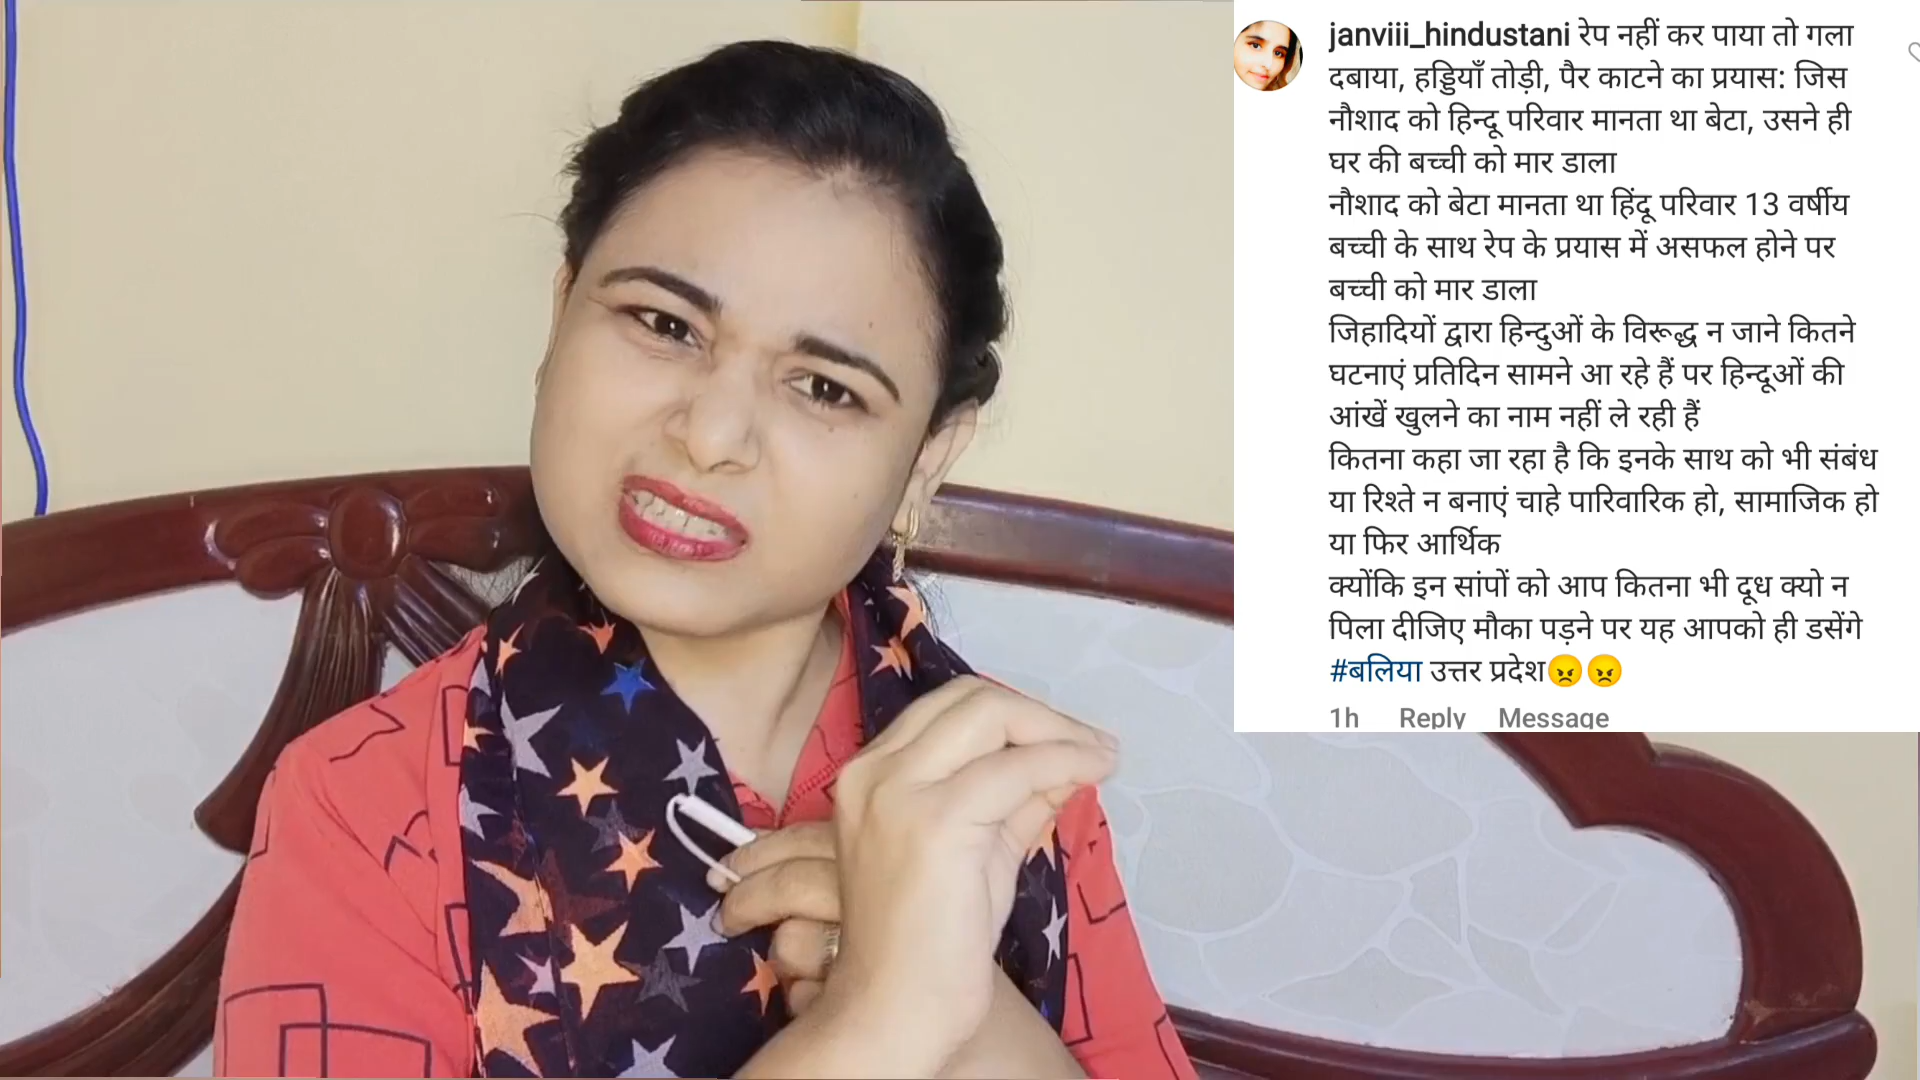 janviii_hindustani रेप नहीं कर पाया तो गला
दबाया, हड्डियाँ तोड़ी, पैर काटने का प्रयास: जिस
नौशाद को हिन्दू परिवार मानता था बेटा, उसने ही
घर की बच्ची को मार डाला
नौशाद को बेटा मानता था हिंदू परिवार 13 वर्षीय
बच्ची के साथ रेप के प्रयास में असफल होने पर
बच्ची को मार डाला
जिहादियों द्वारा हिन्दुओं के विरूद्ध न जाने कितने
घटनाएं प्रतिदिन सामने आ रहे हैं पर हिन्दूओं की
आंखें खुलने का नाम नहीं ले रही हैं
कितना कहा जा रहा है कि इनके साथ को भी संबंध
या रिश्ते न बनाएं चाहे पारिवारिक हो, सामाजिक हो
या फिर आर्थिक
क्योंकि इन सांपों को आप कितना भी दूध क्यो न
पिला दीजिए मौका पड़ने पर यह आपको ही डसेंगे
#बलिया उत्तर प्रदेश😠😠
1h Reply Message